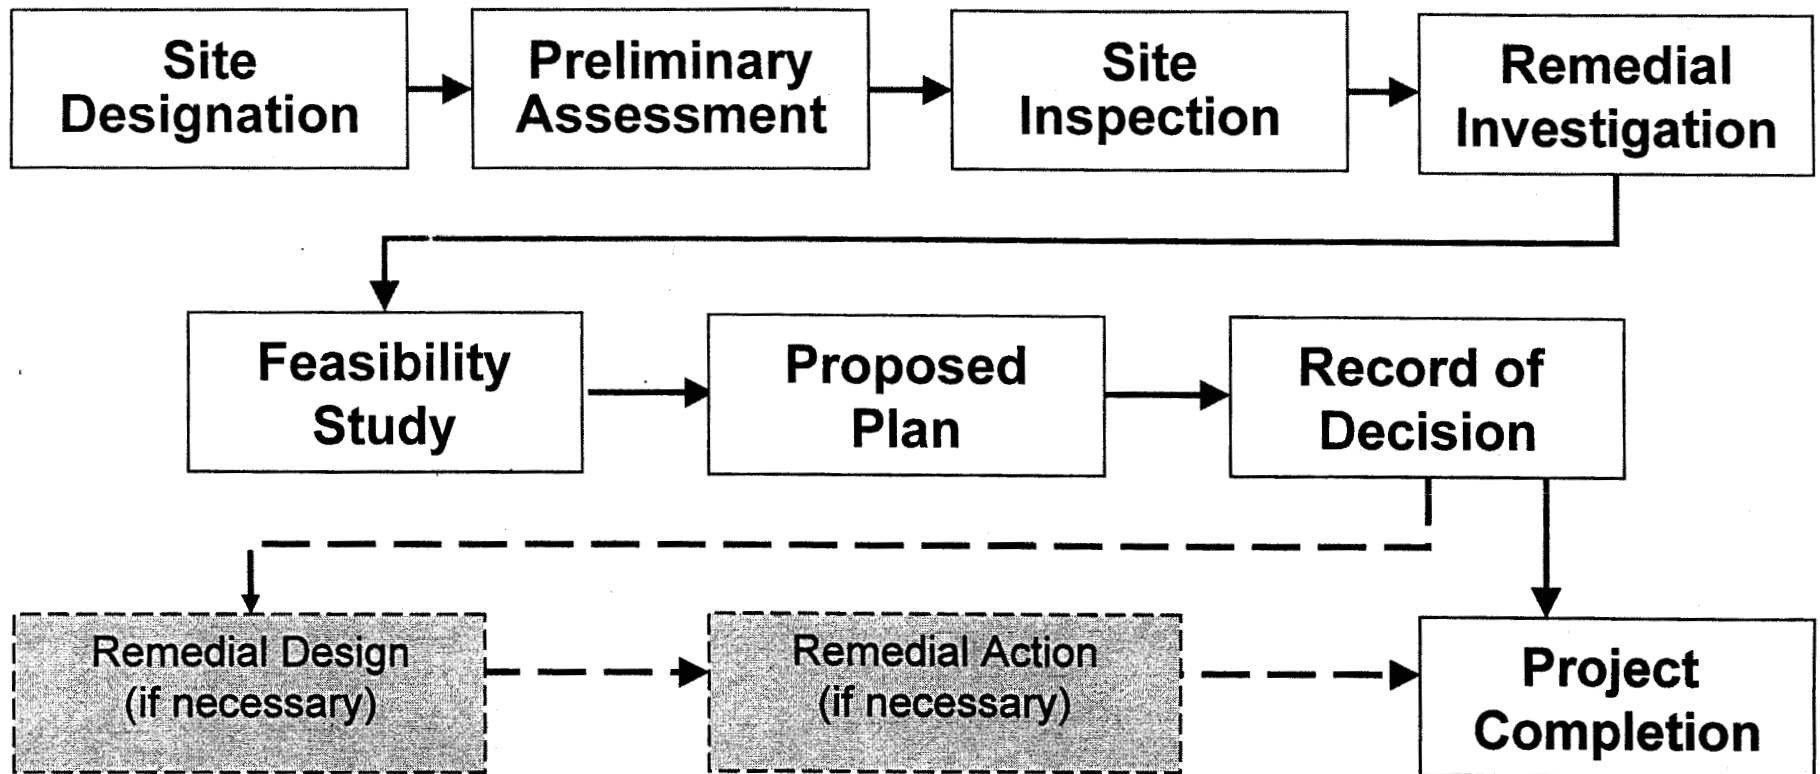 Site
Designation
Preliminary
Assessment
Site
Inspection
Remedial
Investigation
Feasibility
Study
Proposed
Plan
Record of
Decision
Remedial Design
(if necessary)
Remedial Action
(if necessary)
Project
Completion